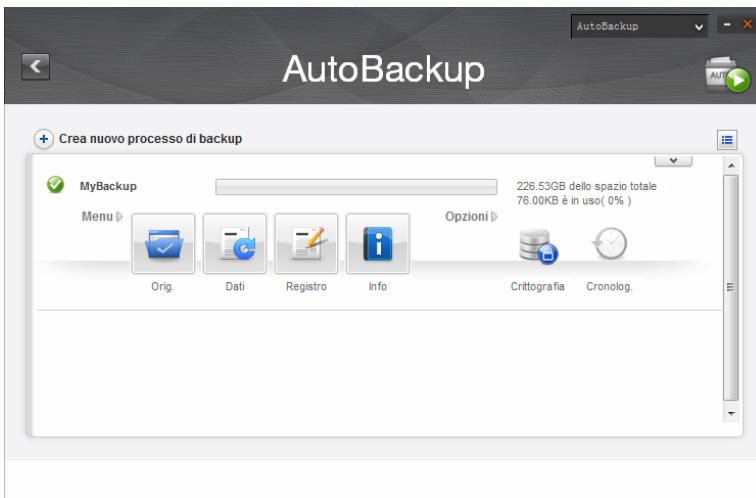 AutoBackup
AutoBackup
AUTO
Crea nuovo processo di backup
MyBackup
226.53GB dello spazio totale
76.00KB è in uso( 0% )
Menu
Opzioni
Orig.
Dati
Registro
Info
Crittografia
Cronolog.